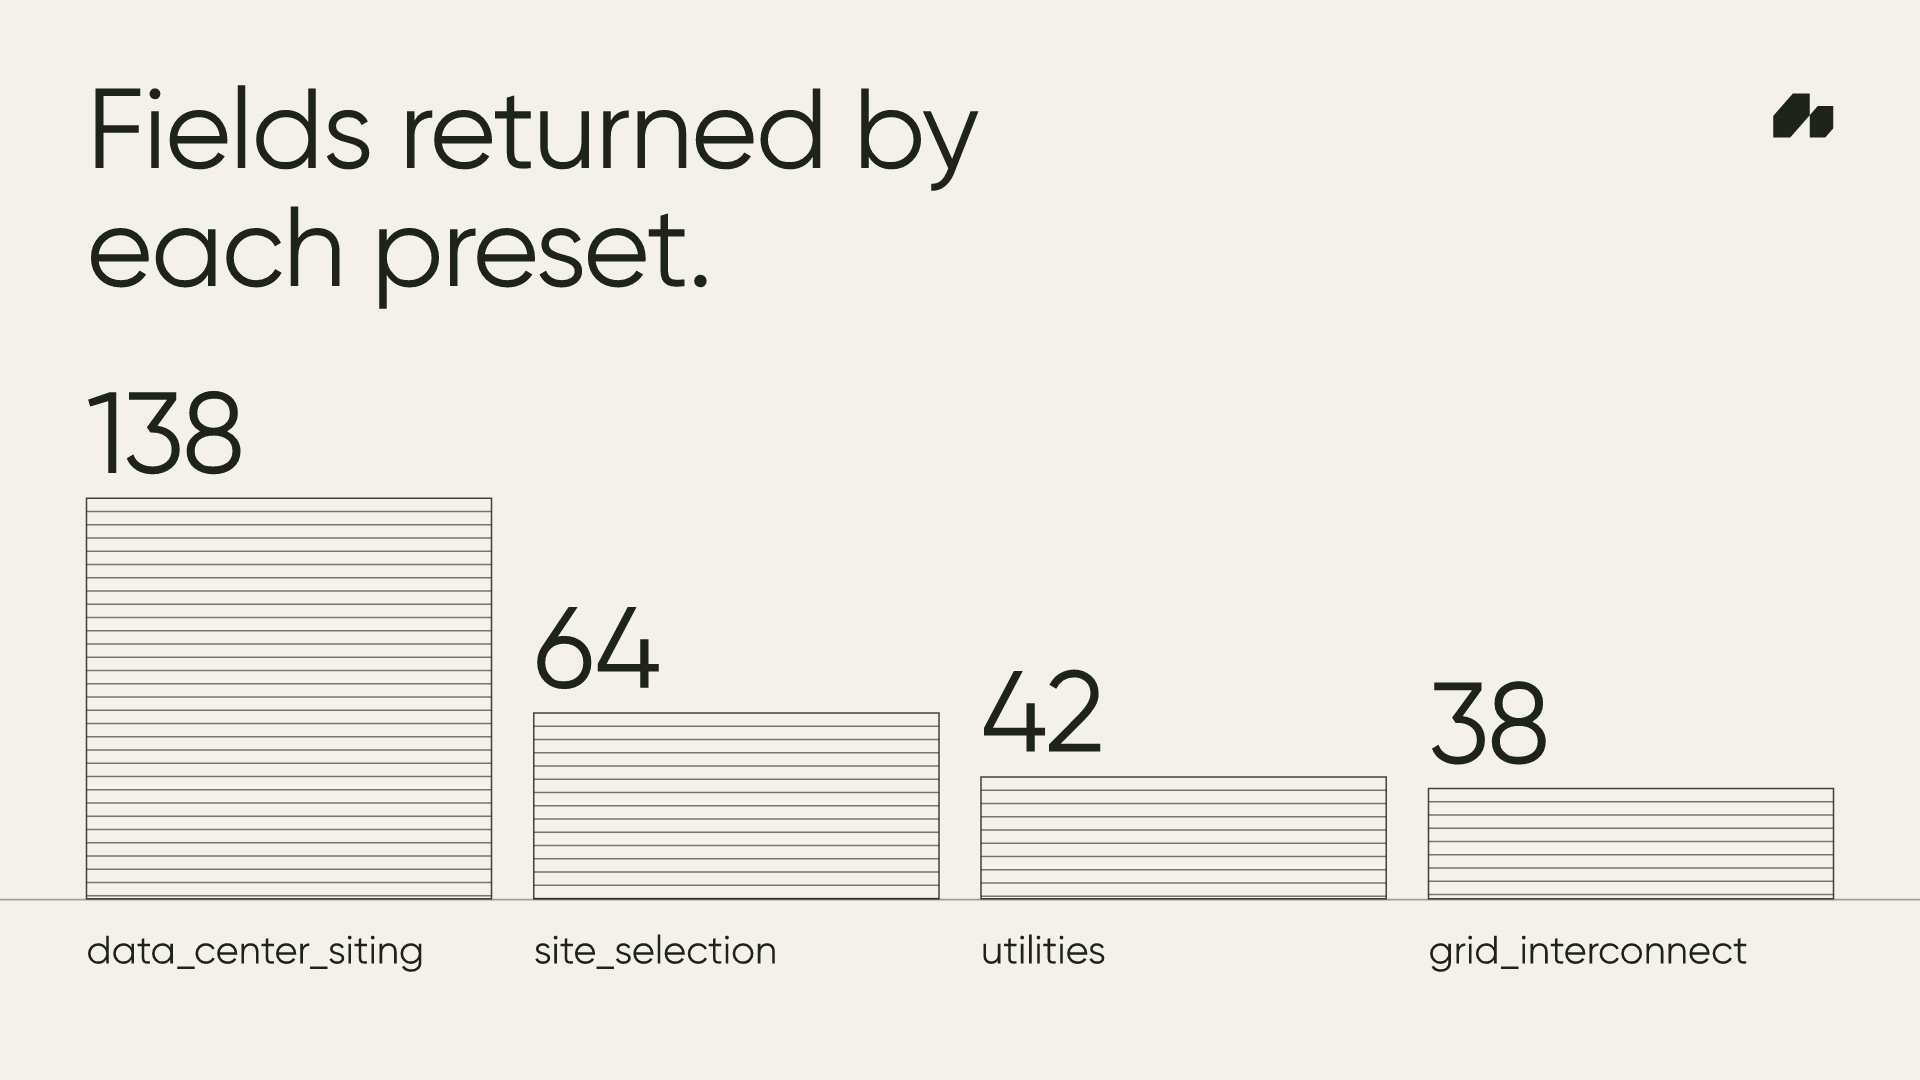 Fields returned by
each preset.
138
64
42
38
data_center_siting
site_selection
utilities
grid_interconnect